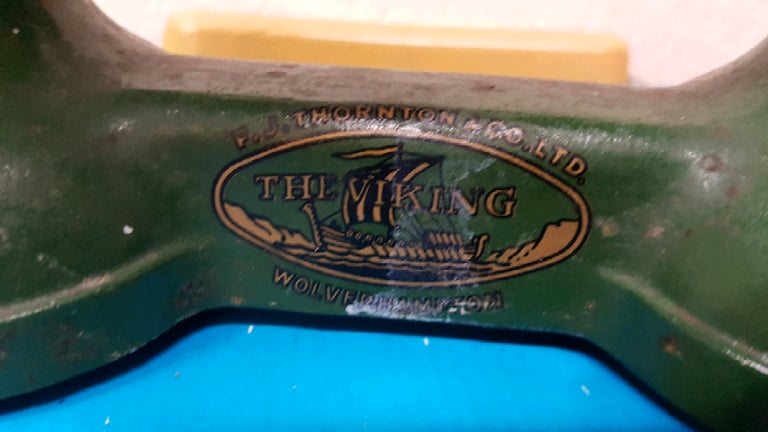 P.J. THORNTON & CO. LTD.
THE VIKING
WOLVERHAMPTON